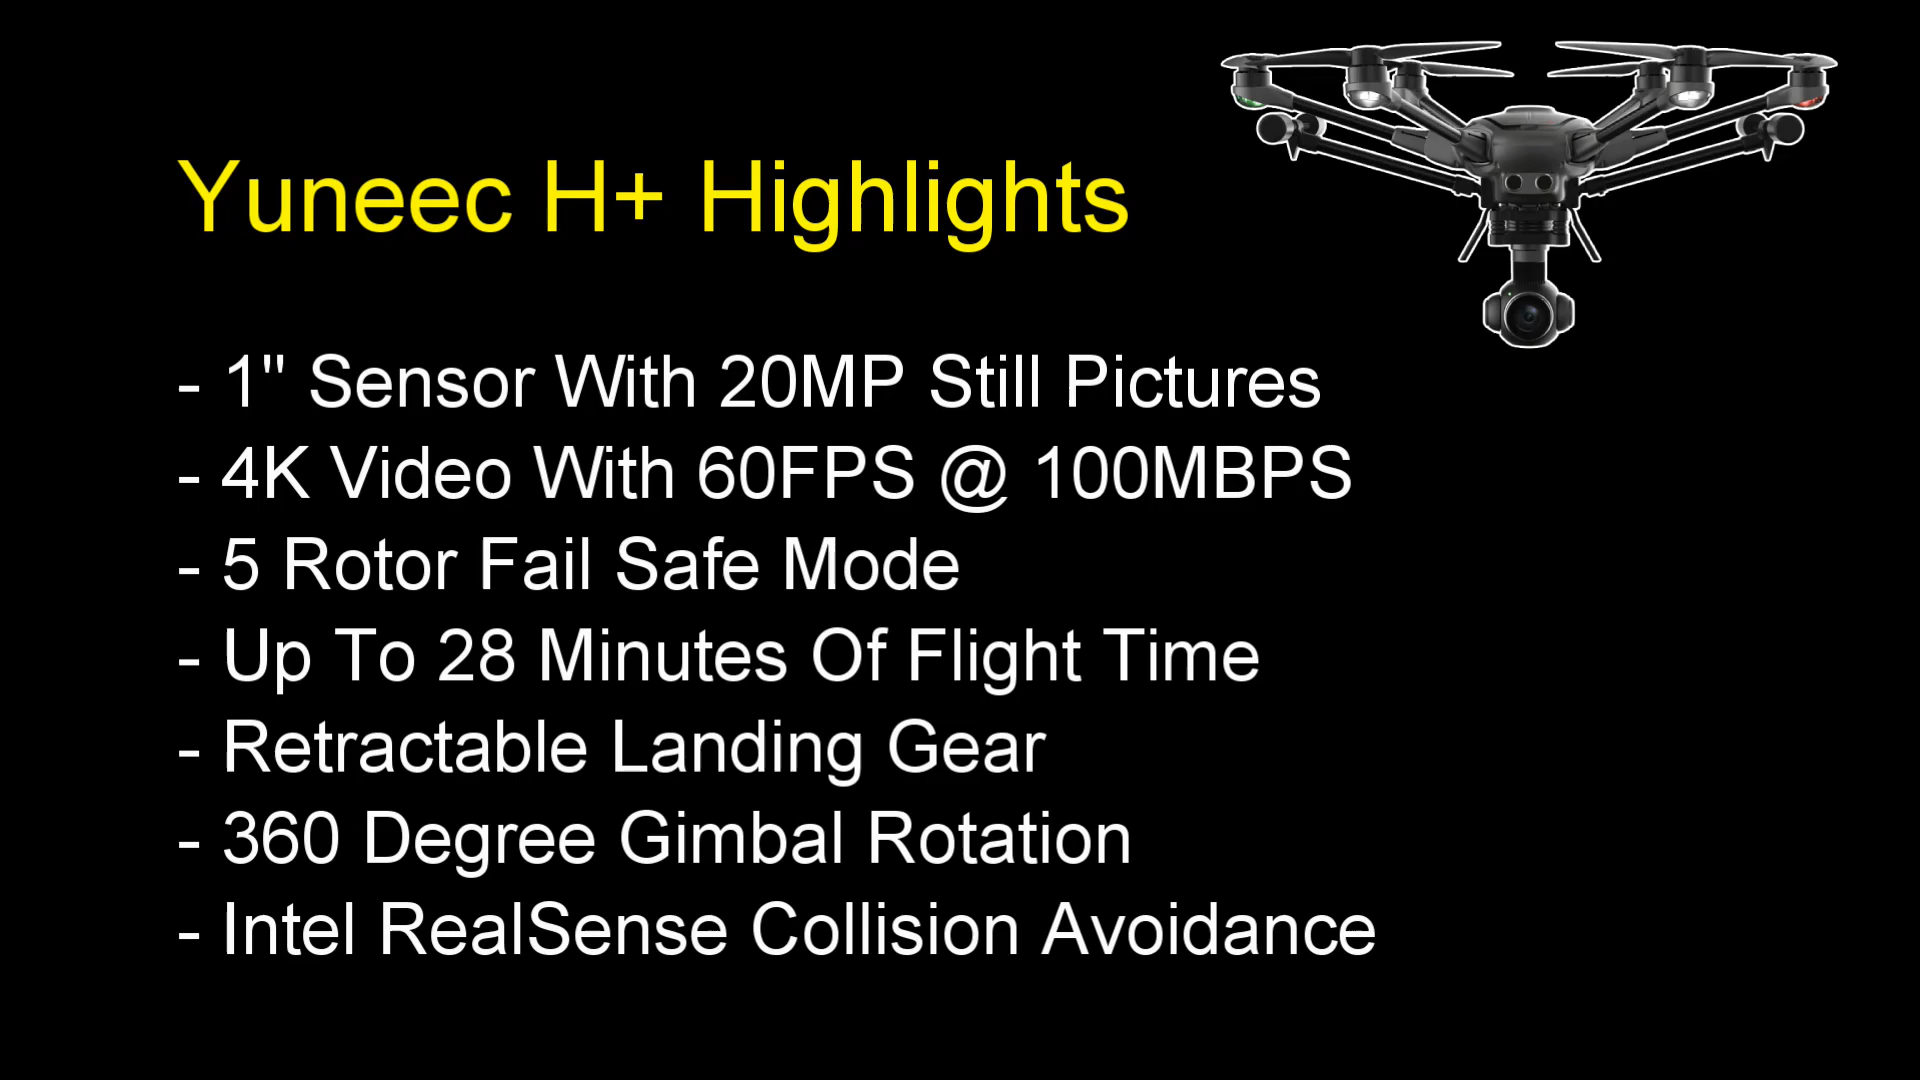 Yuneec H+ Highlights
- 1" Sensor With 20MP Still Pictures
- 4K Video With 60FPS @ 100MBPS
- 5 Rotor Fail Safe Mode
- Up To 28 Minutes Of Flight Time
- Retractable Landing Gear
- 360 Degree Gimbal Rotation
- Intel RealSense Collision Avoidance